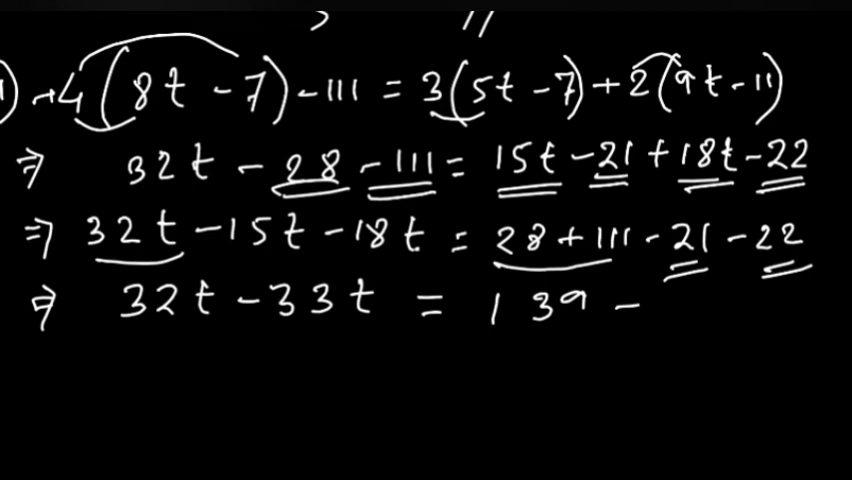 4(8t - 7) - 111 = 3(5t - 7) + 2(9t - 11)
⇒ 32t - 28 - 111 = 15t - 21 + 18t - 22
⇒ 32t - 15t - 18t = 28 + 111 - 21 - 22
⇒ 32t - 33t = 139 -